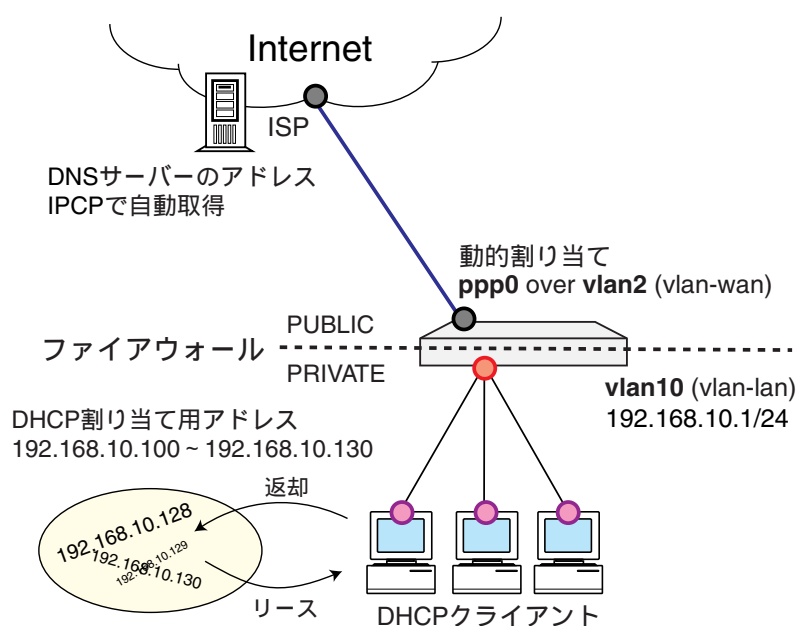 Internet
ISP
DNSサーバーのアドレス
IPCPで自動取得
動的割り当て
ppp0 over vlan2 (vlan-wan)
PUBLIC
ファイアウォール
PRIVATE
vlan10 (vlan-lan)
192.168.10.1/24
DHCP割り当て用アドレス
192.168.10.100 ~ 192.168.10.130
返却
192.168.10.128
192.168.10.129
192.168.10.130
リース
DHCPクライアント